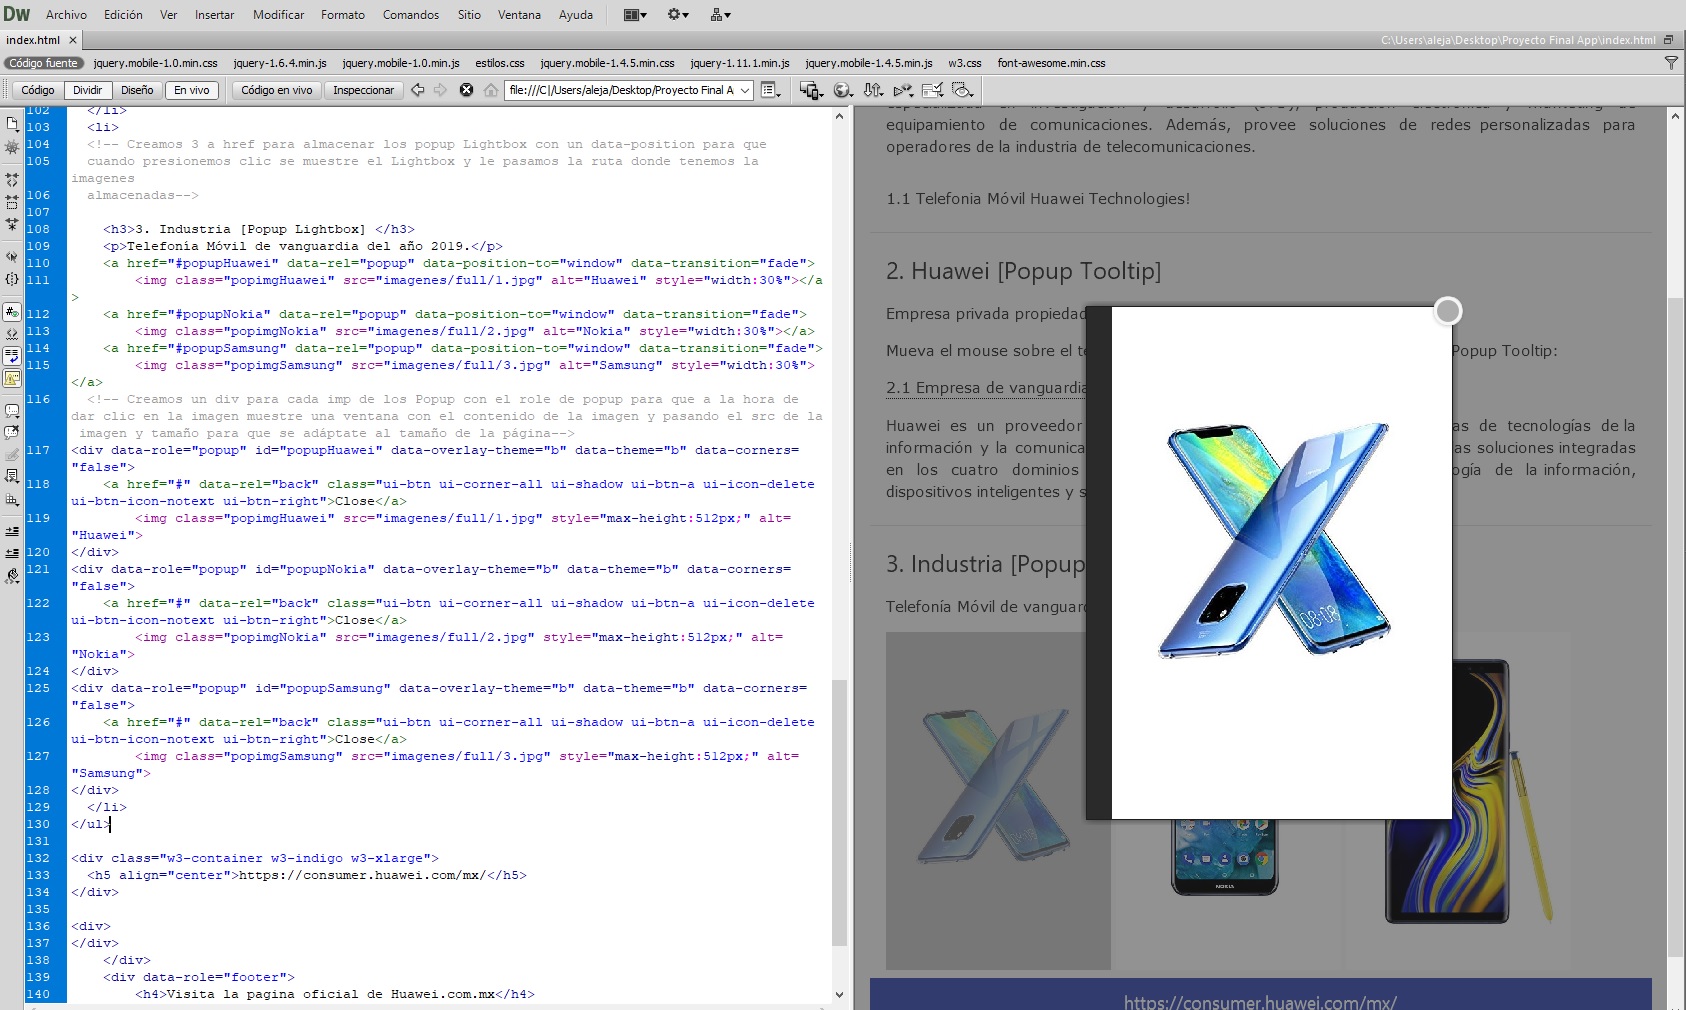 Dw Archivo Edición Ver Insertar Modificar Formato Comandos Sitio Ventana Ayuda
index.html × C:\Users\aleja\Desktop\Proyecto Final App\index.html
Código fuente jquery.mobile-1.0.min.css jquery-1.6.4.min.js jquery.mobile-1.0.min.js estilos.css jquery.mobile-1.4.5.min.css jquery-1.11.1.min.js jquery.mobile-1.4.5.min.js w3.css font-awesome.min.css
Código Dividir Diseño En vivo Código en vivo Inspeccionar file:///C|/Users/aleja/Desktop/Proyecto Final A
102 </li>
103 <li>
104 <!-- Creamos 3 a href para almacenar los popup Lightbox con un data-position para que
105 cuando presionemos clic se muestre el Lightbox y le pasamos la ruta donde tenemos la
imagenes
106 almacenadas-->
107
108 <h3>3. Industria [Popup Lightbox] </h3>
109 <p>Telefonía Móvil de vanguardia del año 2019.</p>
110 <a href="#popupHuawei" data-rel="popup" data-position-to="window" data-transition="fade">
111 <img class="popimgHuawei" src="imagenes/full/1.jpg" alt="Huawei" style="width:30%"></a
>
112 <a href="#popupNokia" data-rel="popup" data-position-to="window" data-transition="fade">
113 <img class="popimgNokia" src="imagenes/full/2.jpg" alt="Nokia" style="width:30%"></a>
114 <a href="#popupSamsung" data-rel="popup" data-position-to="window" data-transition="fade">
115 <img class="popimgSamsung" src="imagenes/full/3.jpg" alt="Samsung" style="width:30%">
</a>
116 <!-- Creamos un div para cada imp de los Popup con el role de popup para que a la hora de
dar clic en la imagen muestre una ventana con el contenido de la imagen y pasando el src de la
imagen y tamaño para que se adáptate al tamaño de la página-->
117 <div data-role="popup" id="popupHuawei" data-overlay-theme="b" data-theme="b" data-corners=
"false">
118 <a href="#" data-rel="back" class="ui-btn ui-corner-all ui-shadow ui-btn-a ui-icon-delete
ui-btn-icon-notext ui-btn-right">Close</a>
119 <img class="popimgHuawei" src="imagenes/full/1.jpg" style="max-height:512px;" alt=
"Huawei">
120 </div>
121 <div data-role="popup" id="popupNokia" data-overlay-theme="b" data-theme="b" data-corners=
"false">
122 <a href="#" data-rel="back" class="ui-btn ui-corner-all ui-shadow ui-btn-a ui-icon-delete
ui-btn-icon-notext ui-btn-right">Close</a>
123 <img class="popimgNokia" src="imagenes/full/2.jpg" style="max-height:512px;" alt=
"Nokia">
124 </div>
125 <div data-role="popup" id="popupSamsung" data-overlay-theme="b" data-theme="b" data-corners=
"false">
126 <a href="#" data-rel="back" class="ui-btn ui-corner-all ui-shadow ui-btn-a ui-icon-delete
ui-btn-icon-notext ui-btn-right">Close</a>
127 <img class="popimgSamsung" src="imagenes/full/3.jpg" style="max-height:512px;" alt=
"Samsung">
128 </div>
129 </li>
130 </ul>
131
132 <div class="w3-container w3-indigo w3-xlarge">
133 <h5 align="center">https://consumer.huawei.com/mx/</h5>
134 </div>
135
136 <div>
137 </div>
138 </div>
139 <div data-role="footer">
140 <h4>Visita la pagina oficial de Huawei.com.mx</h4>
equipamiento de comunicaciones. Además, provee soluciones de redes personalizadas para
operadores de la industria de telecomunicaciones.
1.1 Telefonia Móvil Huawei Technologies!
2. Huawei [Popup Tooltip]
Empresa privada propiedad
Mueva el mouse sobre el te Popup Tooltip:
2.1 Empresa de vanguardia
Huawei es un proveedor as de tecnologías de la
información y la comunica as soluciones integradas
en los cuatro dominios ogía de la información,
dispositivos inteligentes y s
08:08
3. Industria [Popup
Telefonía Móvil de vanguard
NOKIA
https://consumer.huawei.com/mx/